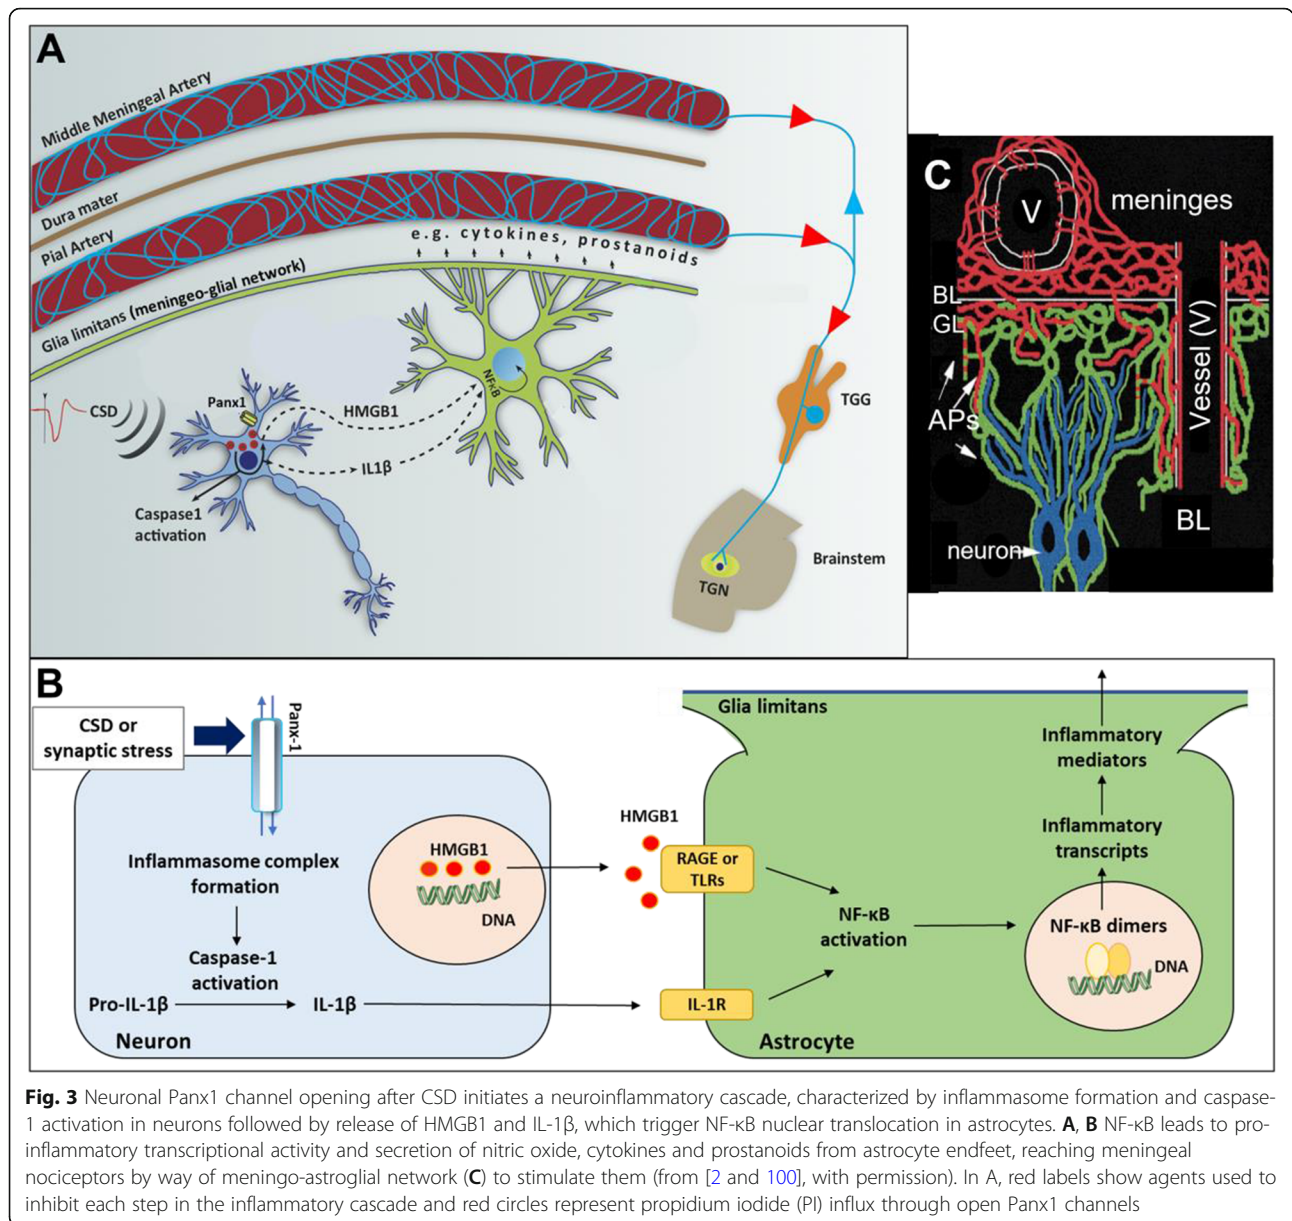 A
Middle Meningeal Artery
Dura mater
Pial Artery
e.g. cytokines, prostanoids
Glia limitans (meningeo-glial network)
CSD
Panx1
HMGB1
NFκB
IL1β
Caspase1
activation
TGG
Brainstem
TGN
C
V
meninges
BL
GL
Vessel (V)
APs
BL
neuron
B
CSD or
synaptic stress
Panx-1
Inflammasome complex
formation
Caspase-1
activation
Pro-IL-1β
IL-1β
Neuron
HMGB1
DNA
HMGB1
RAGE or
TLRs
IL-1R
Glia limitans
NF-κB
activation
Inflammatory
mediators
Inflammatory
transcripts
NF-κB dimers
DNA
Astrocyte
Fig. 3 Neuronal Panx1 channel opening after CSD initiates a neuroinflammatory cascade, characterized by inflammasome formation and caspase-
1 activation in neurons followed by release of HMGB1 and IL-1β, which trigger NF-κB nuclear translocation in astrocytes. A, B NF-κB leads to pro-
inflammatory transcriptional activity and secretion of nitric oxide, cytokines and prostanoids from astrocyte endfeet, reaching meningeal
nociceptors by way of meningo-astroglial network (C) to stimulate them (from [2 and 100], with permission). In A, red labels show agents used to
inhibit each step in the inflammatory cascade and red circles represent propidium iodide (PI) influx through open Panx1 channels